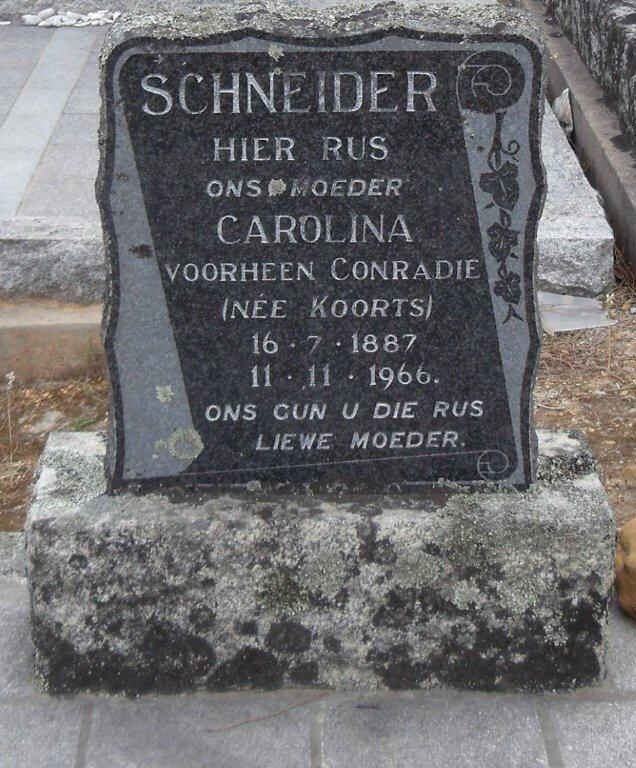 SCHNEIDER
HIER RUS
ONS MOEDER
CAROLINA
VOORHEEN CONRADIE
(NÉE KOORTS)
16 · 7 · 1887
11 · 11 · 1966.
ONS GUN U DIE RUS
LIEWE MOEDER.